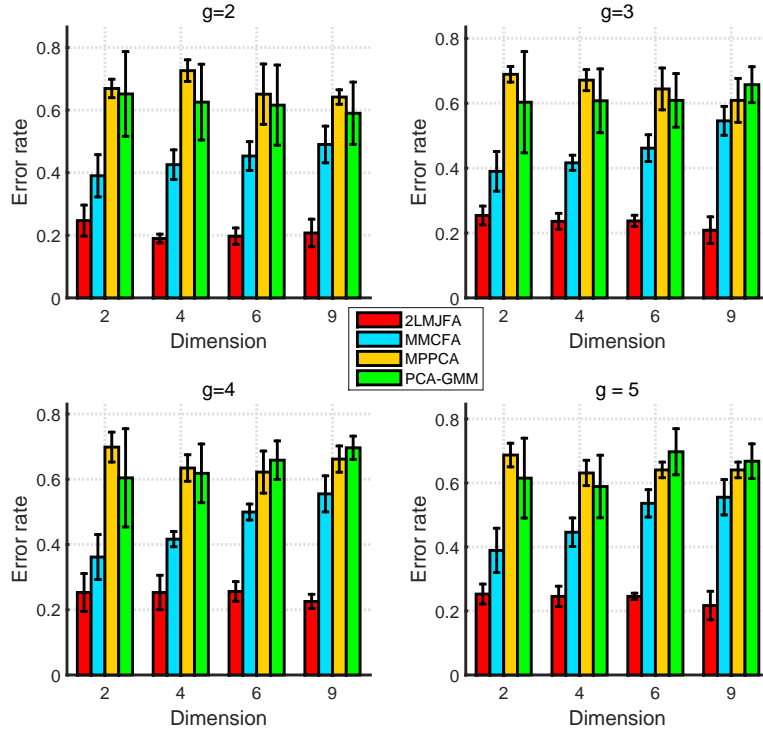 g=2
0.8
0.6
0.4
0.2
0
Error rate
2 4 6 9
Dimension
g=3
0.8
0.6
0.4
0.2
0
Error rate
2 4 6 9
Dimension
2LMJFA
MMCFA
MPPCA
PCA-GMM
g=4
0.8
0.6
0.4
0.2
0
Error rate
2 4 6 9
Dimension
g = 5
0.8
0.6
0.4
0.2
0
Error rate
2 4 6 9
Dimension